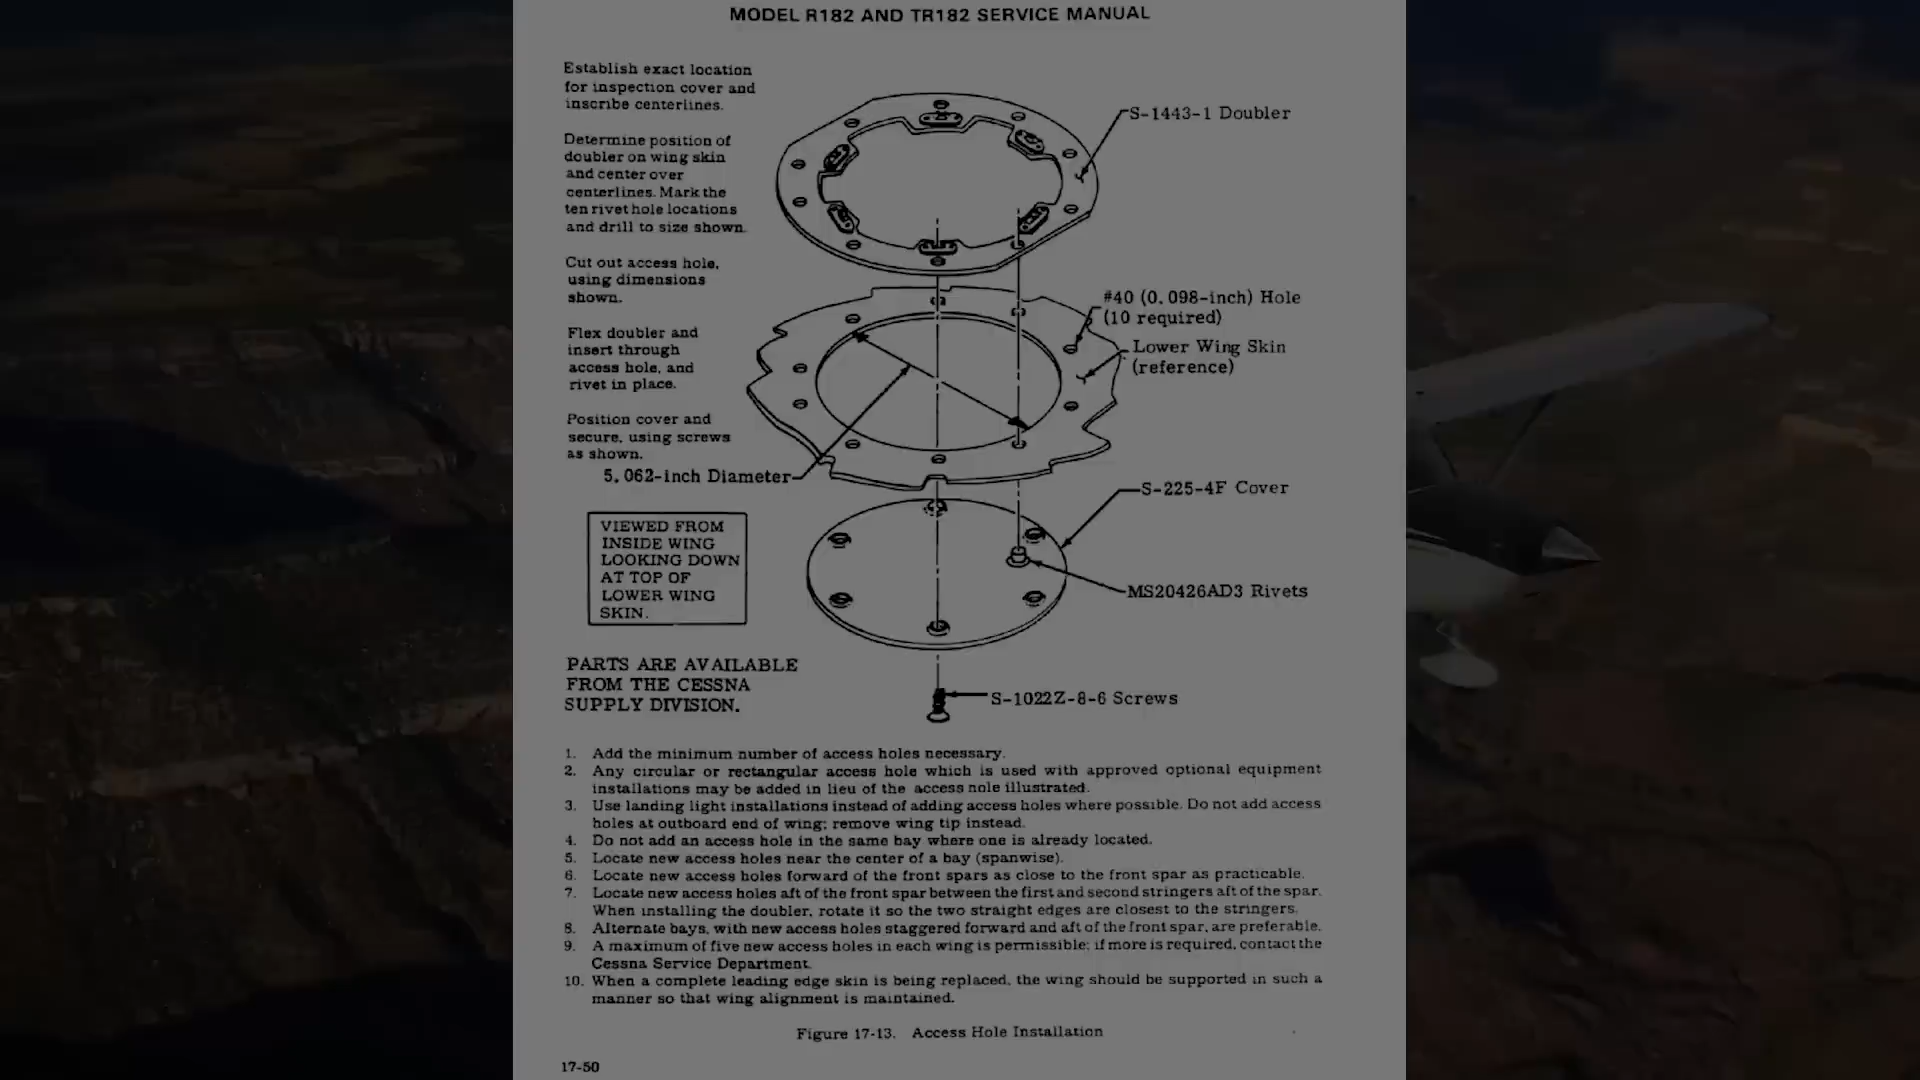 MODEL R182 AND TR182 SERVICE MANUAL
Establish exact location
for inspection cover and
inscribe centerlines.
Determine position of
doubler on wing skin
and center over
centerlines. Mark the
ten rivet hole locations
and drill to size shown.
Cut out access hole,
using dimensions
shown.
Flex doubler and
insert through
access hole, and
rivet in place.
Position cover and
secure, using screws
as shown.
S-1443-1 Doubler
#40 (0.098-inch) Hole
(10 required)
Lower Wing Skin
(reference)
5.062-inch Diameter
S-225-4F Cover
VIEWED FROM
INSIDE WING
LOOKING DOWN
AT TOP OF
LOWER WING
SKIN.
MS20426AD3 Rivets
PARTS ARE AVAILABLE
FROM THE CESSNA
SUPPLY DIVISION.
S-1022Z-8-6 Screws
1. Add the minimum number of access holes necessary.
2. Any circular or rectangular access hole which is used with approved optional equipment
installations may be added in lieu of the access hole illustrated.
3. Use landing light installations instead of adding access holes where possible. Do not add access
holes at outboard end of wing; remove wing tip instead.
4. Do not add an access hole in the same bay where one is already located.
5. Locate new access holes near the center of a bay (spanwise).
6. Locate new access holes forward of the front spars as close to the front spar as practicable.
7. Locate new access holes aft of the front spar between the first and second stringers aft of the spar.
When installing the doubler, rotate it so the two straight edges are closest to the stringers.
8. Alternate bays, with new access holes staggered forward and aft of the front spar, are preferable.
9. A maximum of five new access holes in each wing is permissible; if more is required, contact the
Cessna Service Department.
10. When a complete leading edge skin is being replaced, the wing should be supported in such a
manner so that wing alignment is maintained.
Figure 17-13. Access Hole Installation
17-50